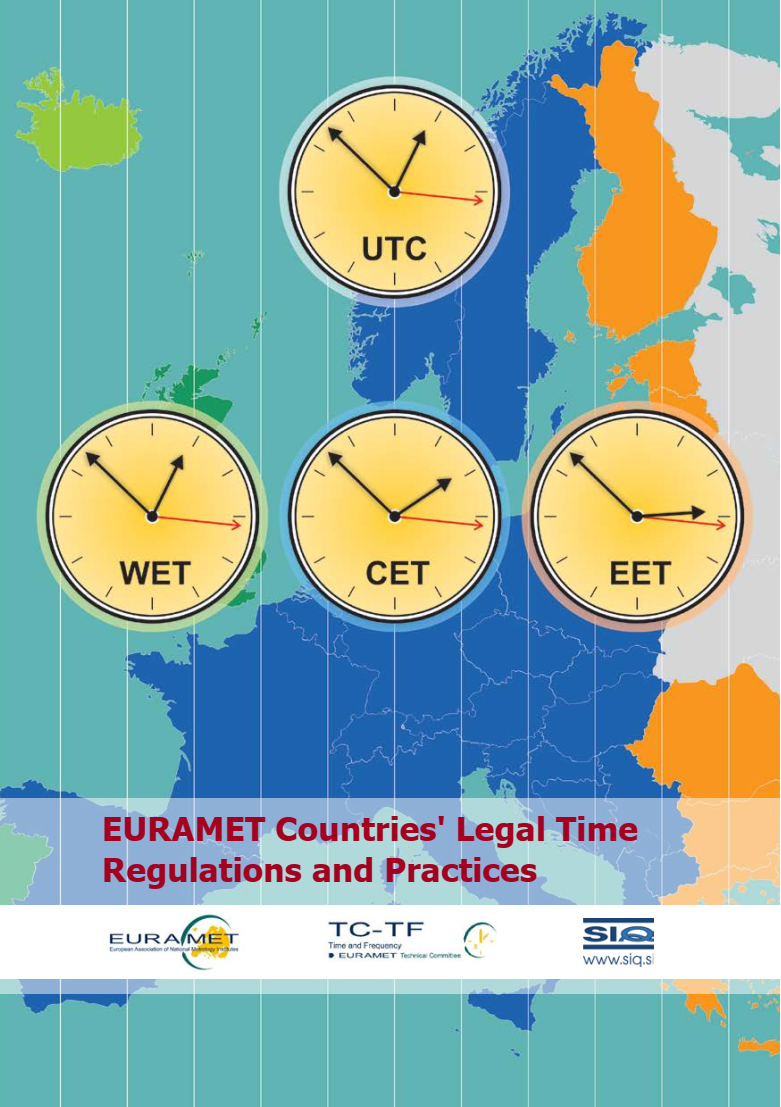 UTC
WET
CET
EET
EURAMET Countries' Legal Time
Regulations and Practices
EURAMET
European Association of National Metrology Institutes
TC-TF
Time and Frequency
EURAMET Technical Committee
SIQ
www.siq.si